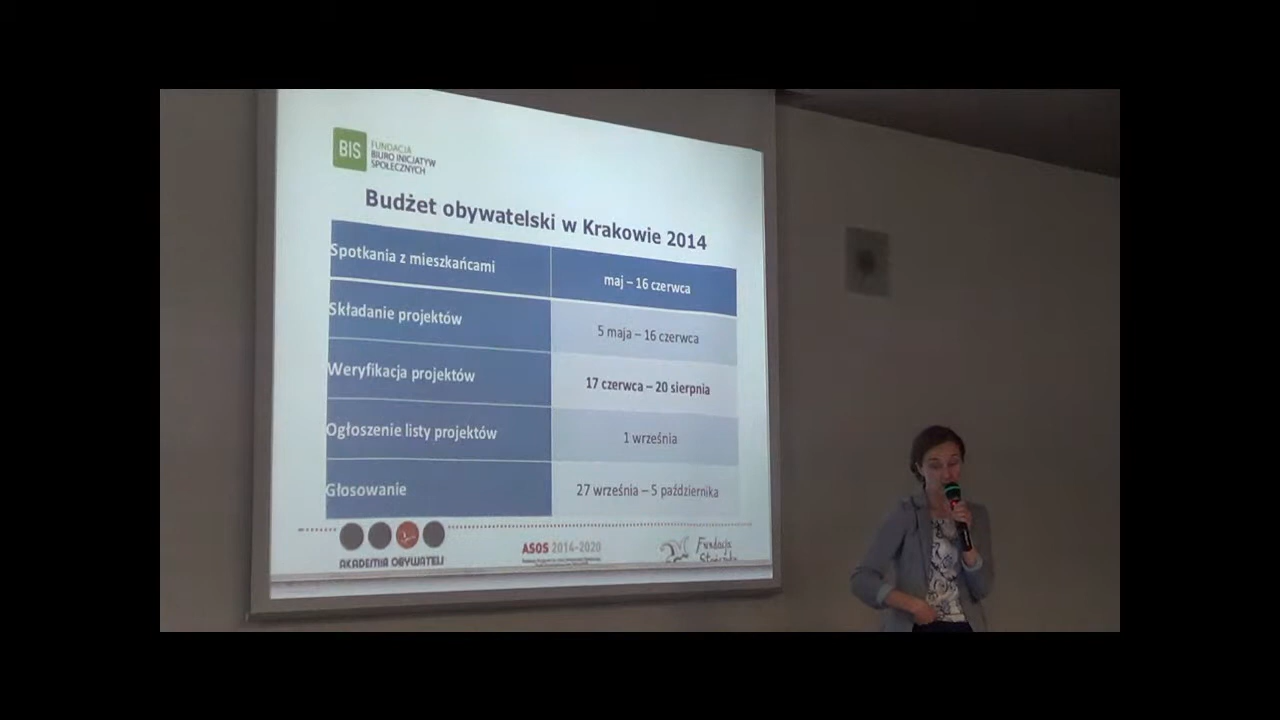 BIS
FUNDACJA
BIURO INICJATYW
SPOŁECZNYCH
Budżet obywatelski w Krakowie 2014
Spotkania z mieszkańcami
maj – 16 czerwca
Składanie projektów
5 maja – 16 czerwca
Weryfikacja projektów
17 czerwca – 20 sierpnia
Ogłoszenie listy projektów
1 września
Głosowanie
27 września – 5 października
AKADEMIA OBYWATELI
ASOS 2014-2020
Fundacja